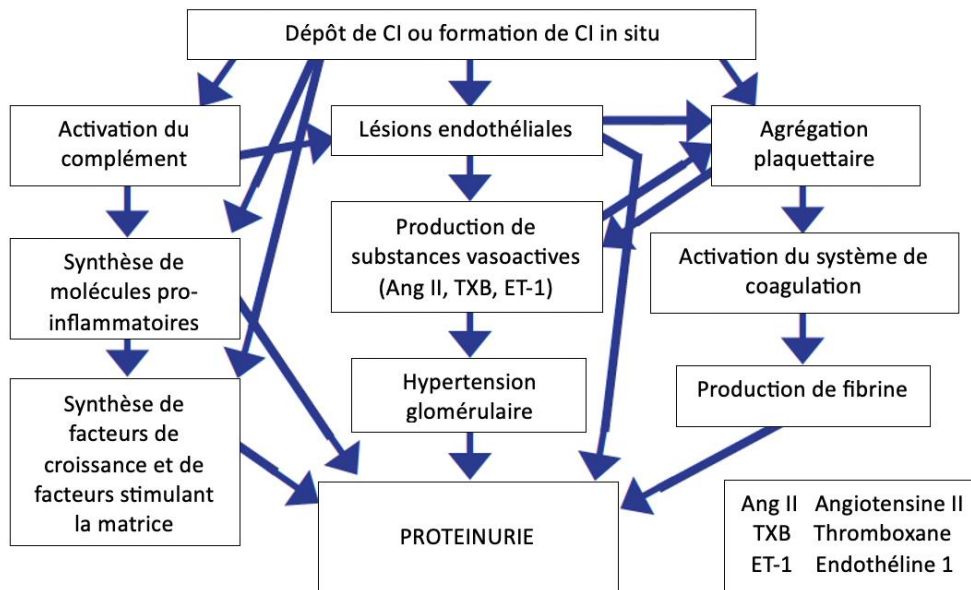 Dépôt de CI ou formation de CI in situ
Activation du
complément
Lésions endothéliales
Agrégation
plaquettaire
Synthèse de
molécules pro-
inflammatoires
Production de
substances vasoactives
(Ang II, TXB, ET-1)
Activation du système de
coagulation
Synthèse de
facteurs de
croissance et de
facteurs stimulant
la matrice
Hypertension
glomérulaire
Production de fibrine
PROTEINURIE
Ang II Angiotensine II
TXB Thromboxane
ET-1 Endothéline 1